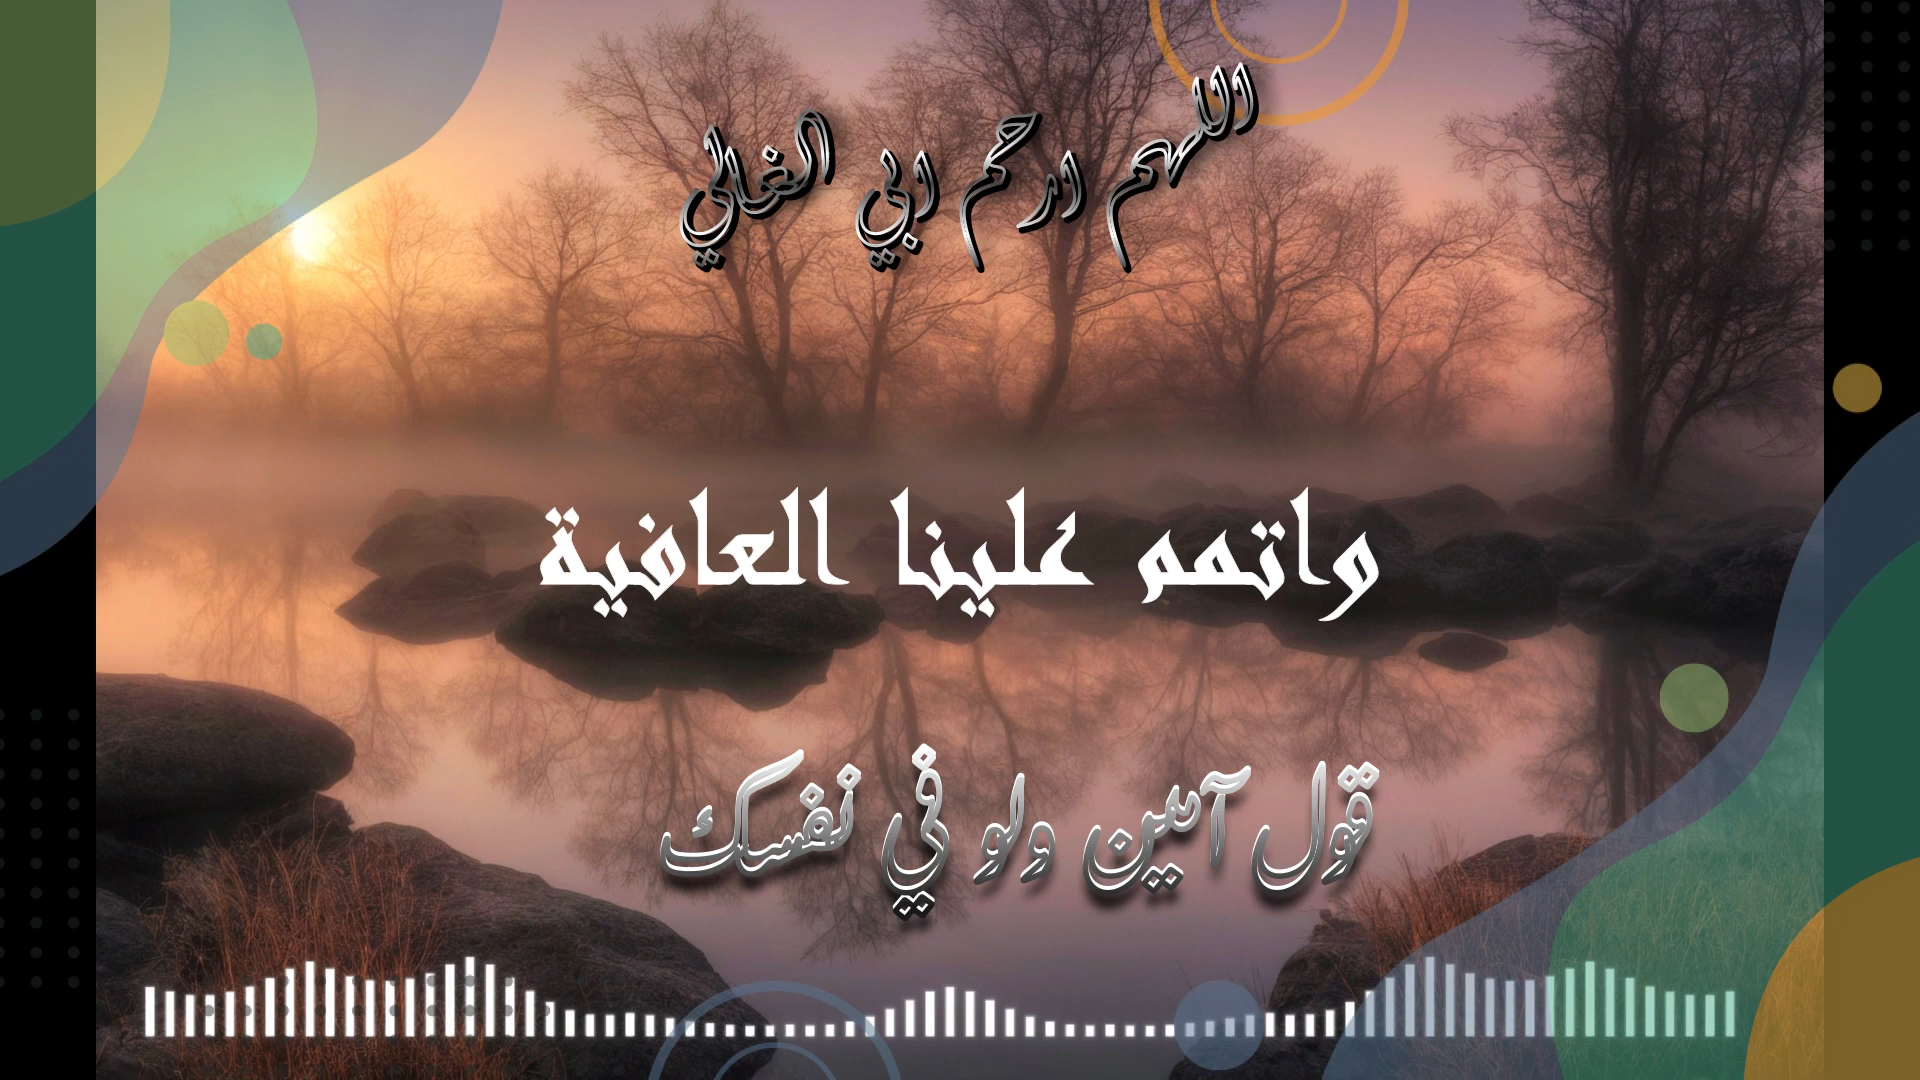 اللهم ارحم ابي الغالي
واتمم علينا العافية
قول آمين ولو في نفسك